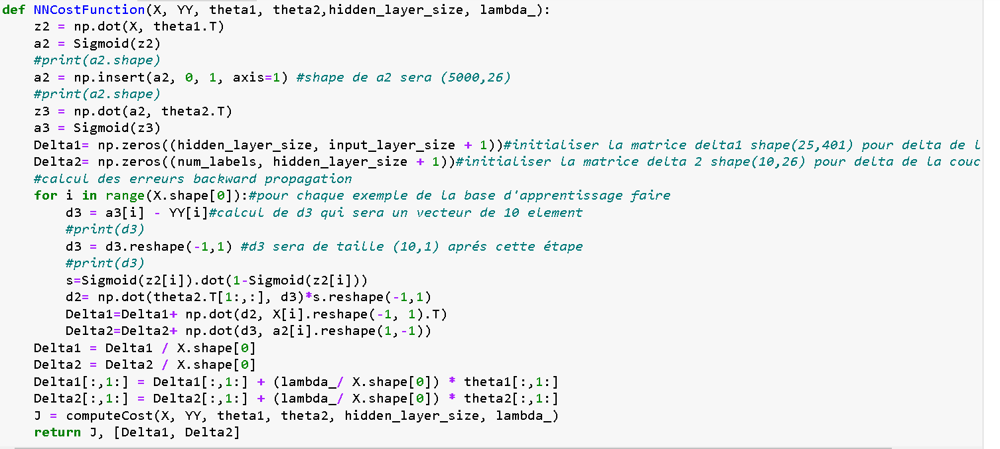 def NNCostFunction(X, YY, theta1, theta2,hidden_layer_size, lambda_):
    z2 = np.dot(X, theta1.T)
    a2 = Sigmoid(z2)
    #print(a2.shape)
    a2 = np.insert(a2, 0, 1, axis=1) #shape de a2 sera (5000,26)
    #print(a2.shape)
    z3 = np.dot(a2, theta2.T)
    a3 = Sigmoid(z3)
    Delta1= np.zeros((hidden_layer_size, input_layer_size + 1))#initialiser la matrice delta1 shape(25,401) pour delta de l
    Delta2= np.zeros((num_labels, hidden_layer_size + 1))#initialiser la matrice delta 2 shape(10,26) pour delta de la couc
    #calcul des erreurs backward propagation
    for i in range(X.shape[0]):#pour chaque exemple de la base d'apprentissage faire
        d3 = a3[i] - YY[i]#calcul de d3 qui sera un vecteur de 10 element
        #print(d3)
        d3 = d3.reshape(-1,1) #d3 sera de taille (10,1) aprés cette étape
        #print(d3)
        s=Sigmoid(z2[i]).dot(1-Sigmoid(z2[i]))
        d2= np.dot(theta2.T[1:,:], d3)*s.reshape(-1,1)
        Delta1=Delta1+ np.dot(d2, X[i].reshape(-1, 1).T)
        Delta2=Delta2+ np.dot(d3, a2[i].reshape(1,-1))
    Delta1 = Delta1 / X.shape[0]
    Delta2 = Delta2 / X.shape[0]
    Delta1[:,1:] = Delta1[:,1:] + (lambda_/ X.shape[0]) * theta1[:,1:]
    Delta2[:,1:] = Delta2[:,1:] + (lambda_/ X.shape[0]) * theta2[:,1:]
    J = computeCost(X, YY, theta1, theta2, hidden_layer_size, lambda_)
    return J, [Delta1, Delta2]